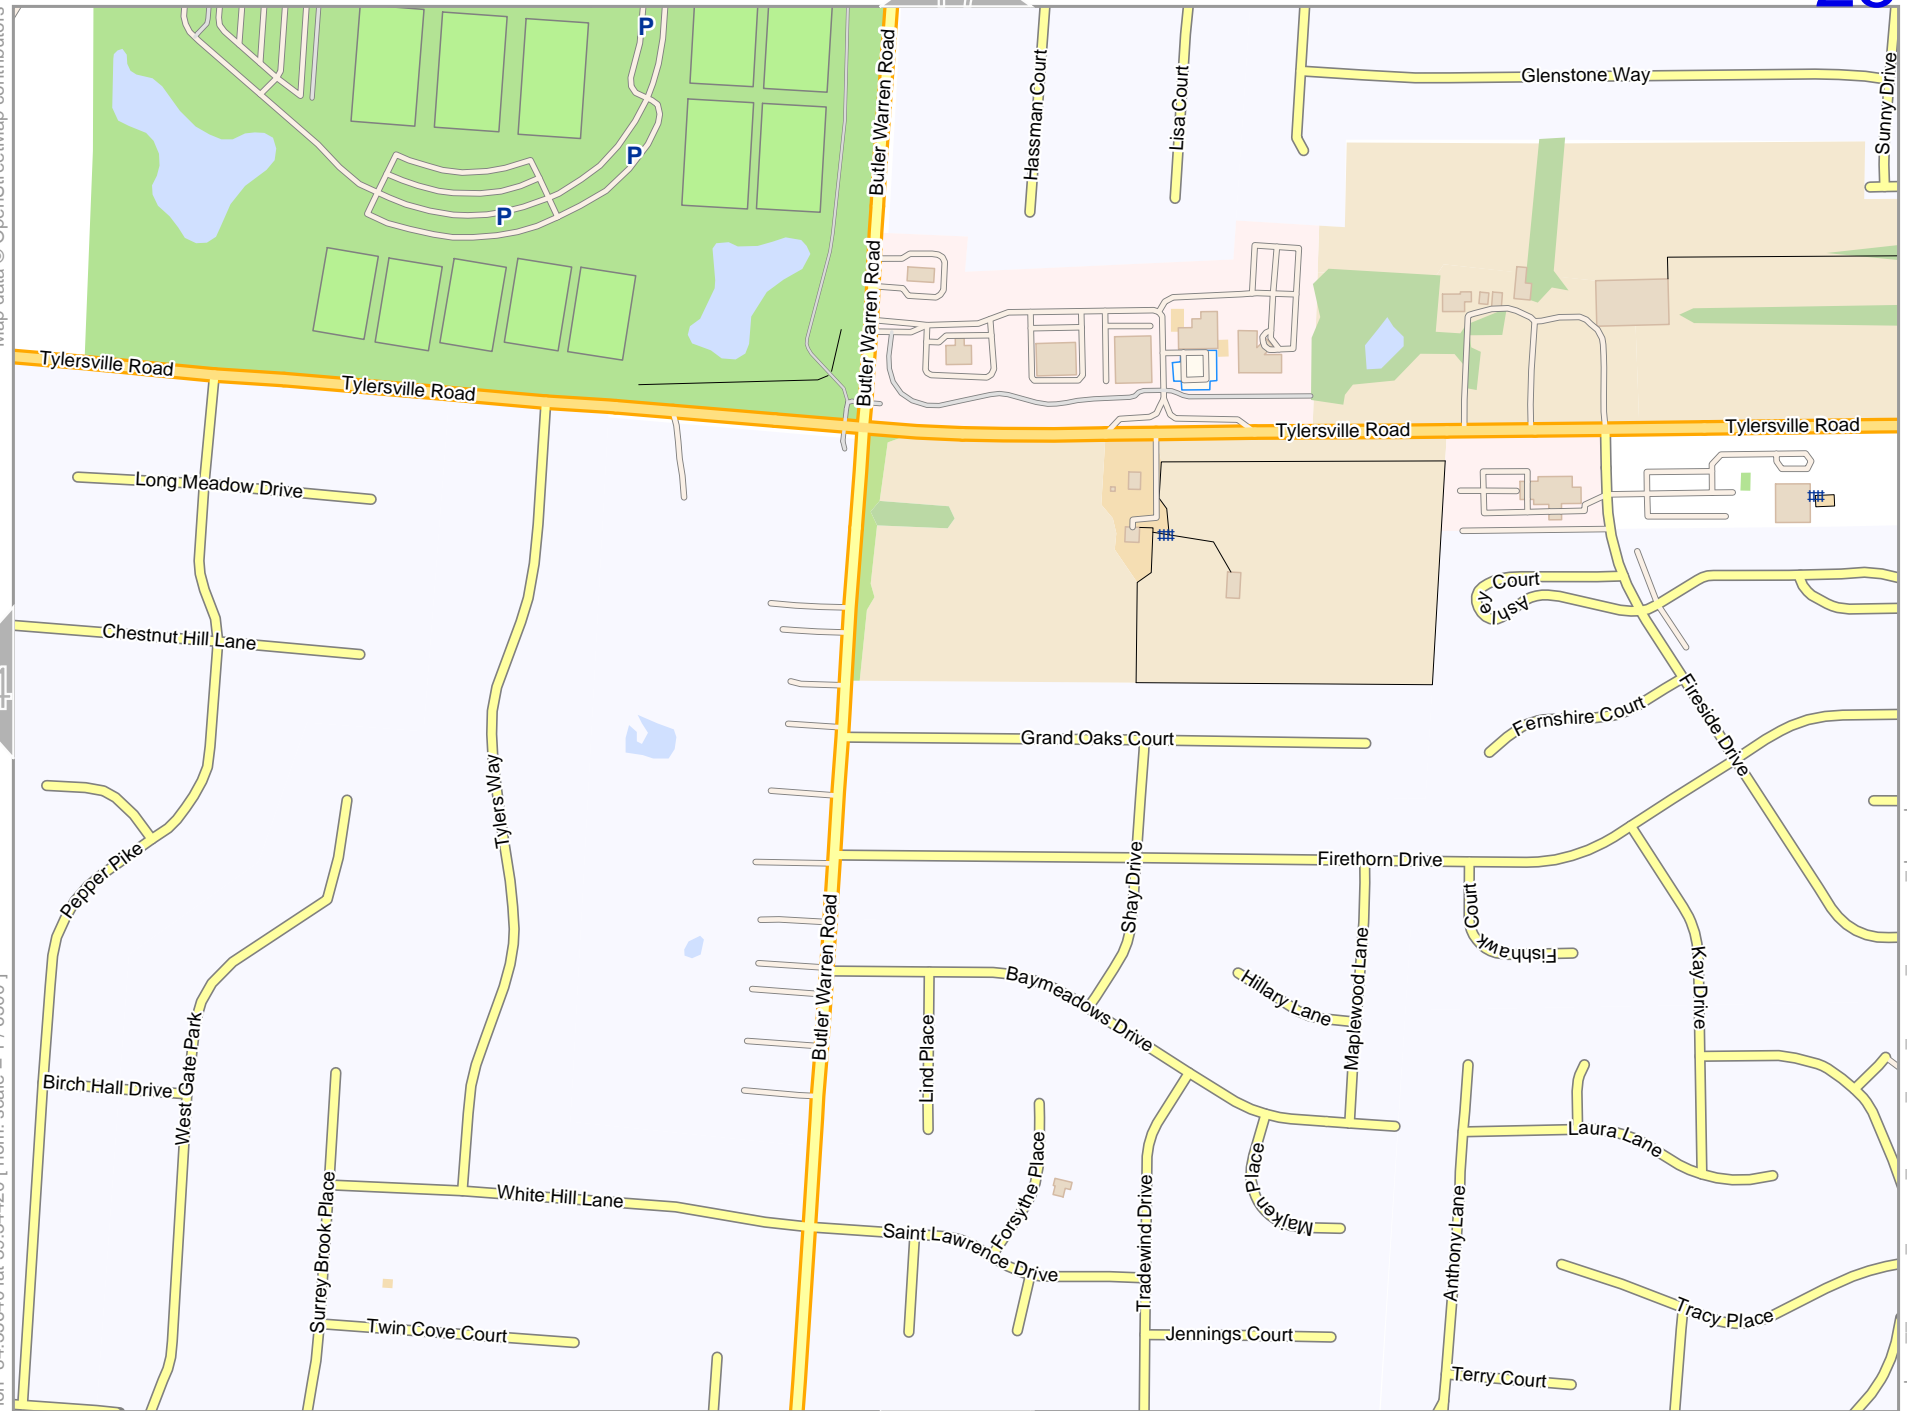 P
Butler Warren Road
Hassman Court
Lisa Court
Glenstone Way
Sunny Drive
P
P
Butler Warren Road
Tylersville Road
Tylersville Road
Tylersville Road
Tylersville Road
Long Meadow Drive
Ashley Court
Chestnut Hill Lane
Fernshire Court
Fireside Drive
Grand Oaks Court
Tylers Way
Pepper Pike
Firethorn Drive
Shay Drive
Court
Fishhawk
Butler Warren Road
Maplewood Lane
Kay Drive
Baymeadows Drive
Hillary Lane
Lind Place
West Gate Park
Birch Hall Drive
Laura Lane
Forsythe Place
Majken Place
White Hill Lane
Surrey Brook Place
Saint Lawrence Drive
Tradewind Drive
Anthony Lane
Twin Cove Court
Jennings Court
Tracy Place
Terry Court